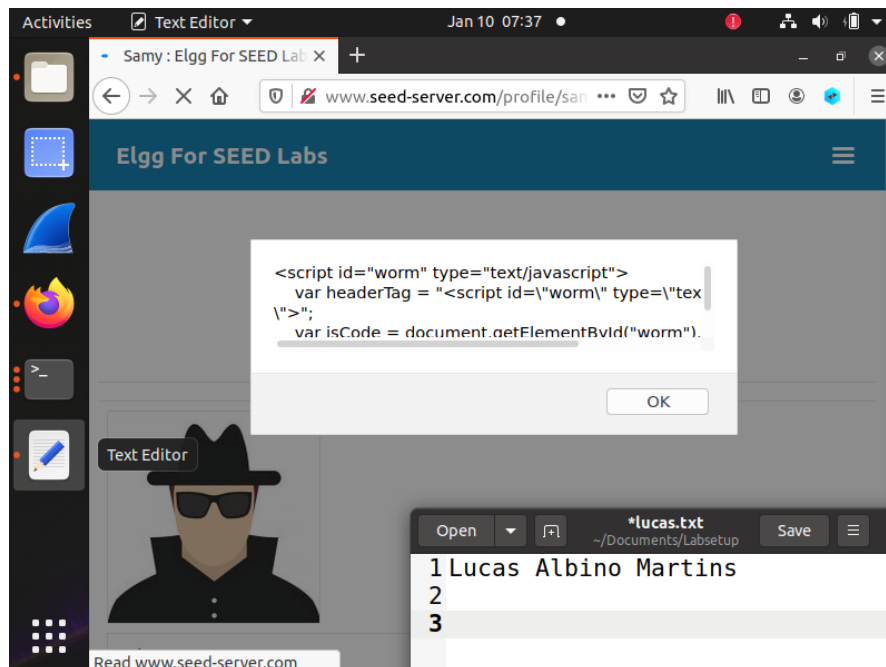 Activities Text Editor Jan 10 07:37
Samy : Elgg For SEED Lab
www.seed-server.com/profile/sam
Elgg For SEED Labs
<script id="worm" type="text/javascript">
var headerTag = "<script id=\"worm\" type=\"tex
\">";
var jsCode = document.getElementById("worm").
OK
Text Editor
Open *lucas.txt Save
~/Documents/Labsetup
1 Lucas Albino Martins
2
3
Read www.seed-server.com